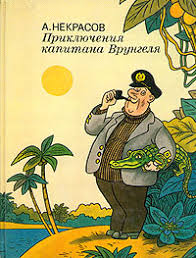 А.НЕКРАСОВ
Приключения
капитана Врунгеля